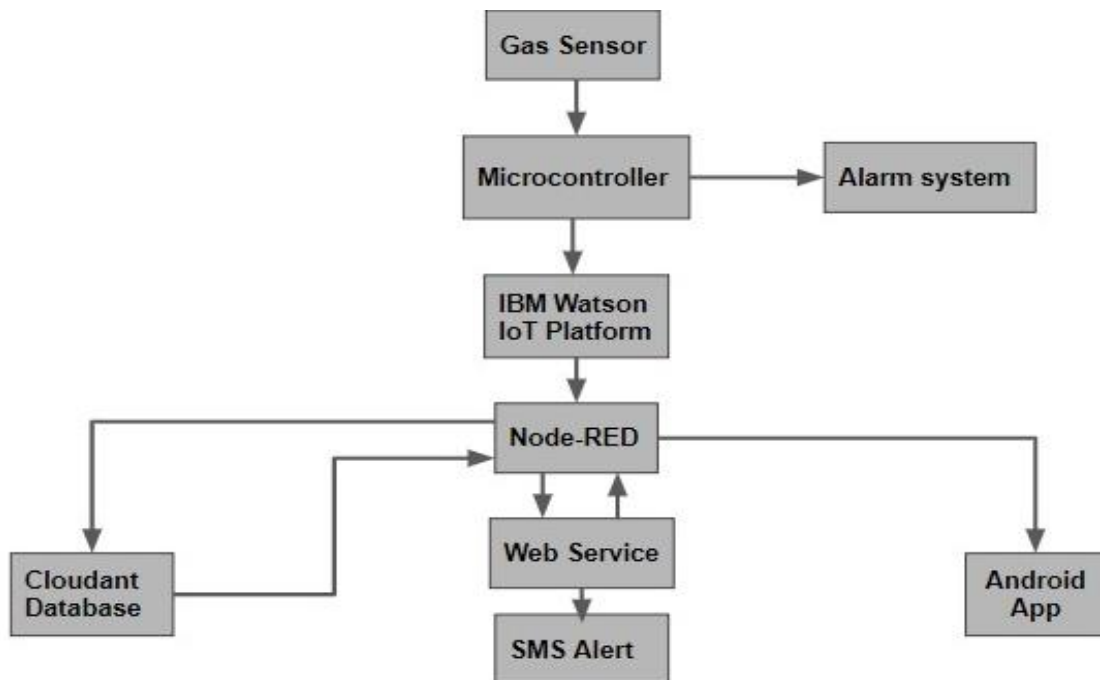 Gas Sensor
Microcontroller
Alarm system
IBM Watson
IoT Platform
Node-RED
Web Service
Cloudant
Database
Android
App
SMS Alert